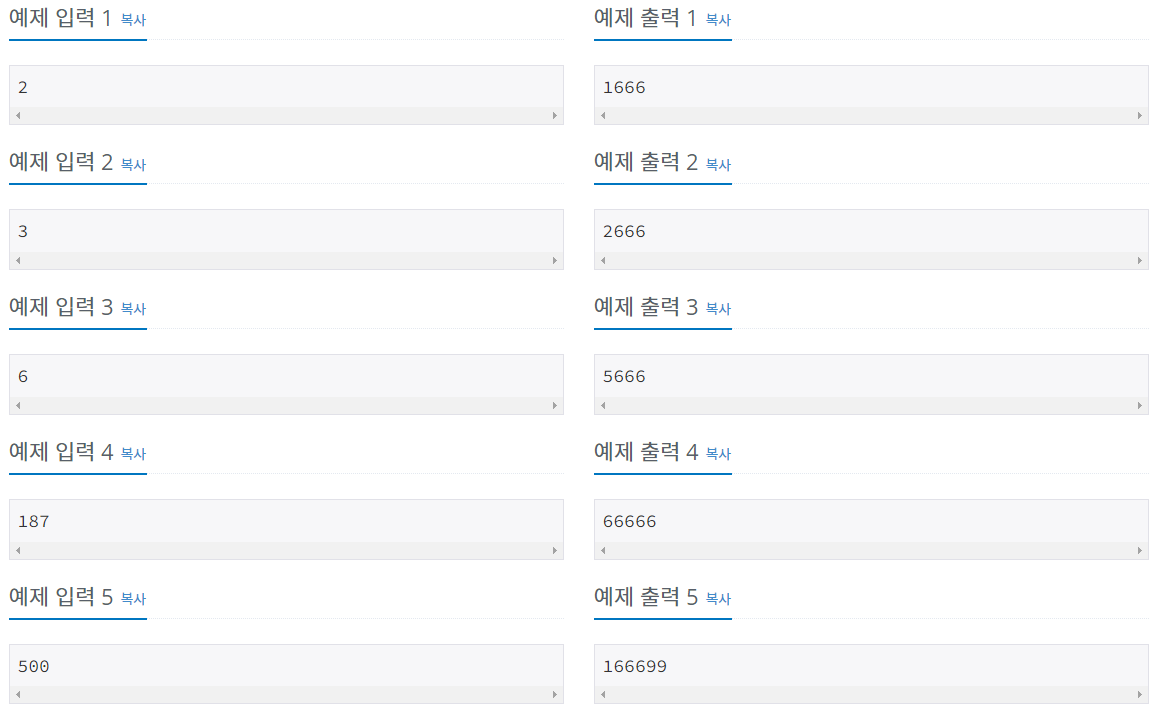 예제 입력 1 복사
예제 출력 1 복사
2
1666
예제 입력 2 복사
예제 출력 2 복사
3
2666
예제 입력 3 복사
예제 출력 3 복사
6
5666
예제 입력 4 복사
예제 출력 4 복사
187
66666
예제 입력 5 복사
예제 출력 5 복사
500
166699